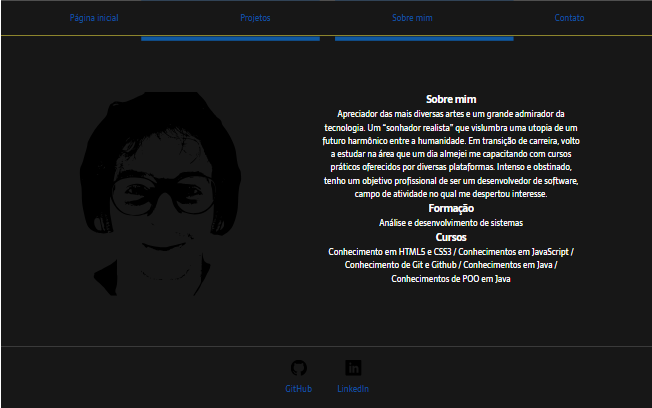 Página inicial Projetos Sobre mim Contato
Sobre mim
Apreciador das mais diversas artes e um grande admirador da
tecnologia. Um "sonhador realista" que vislumbra uma utopia de um
futuro harmônico entre a humanidade. Em transição de carreira, volto
a estudar na área que um dia almejei me capacitando com cursos
práticos oferecidos por diversas plataformas. Intenso e obstinado,
tenho um objetivo profissional de ser um desenvolvedor de software,
campo de atividade no qual me despertou interesse.
Formação
Análise e desenvolvimento de sistemas
Cursos
Conhecimento em HTML5 e CSS3 / Conhecimentos em JavaScript /
Conhecimento de Git e Github / Conhecimentos em Java /
Conhecimentos de POO em Java
GitHub LinkedIn